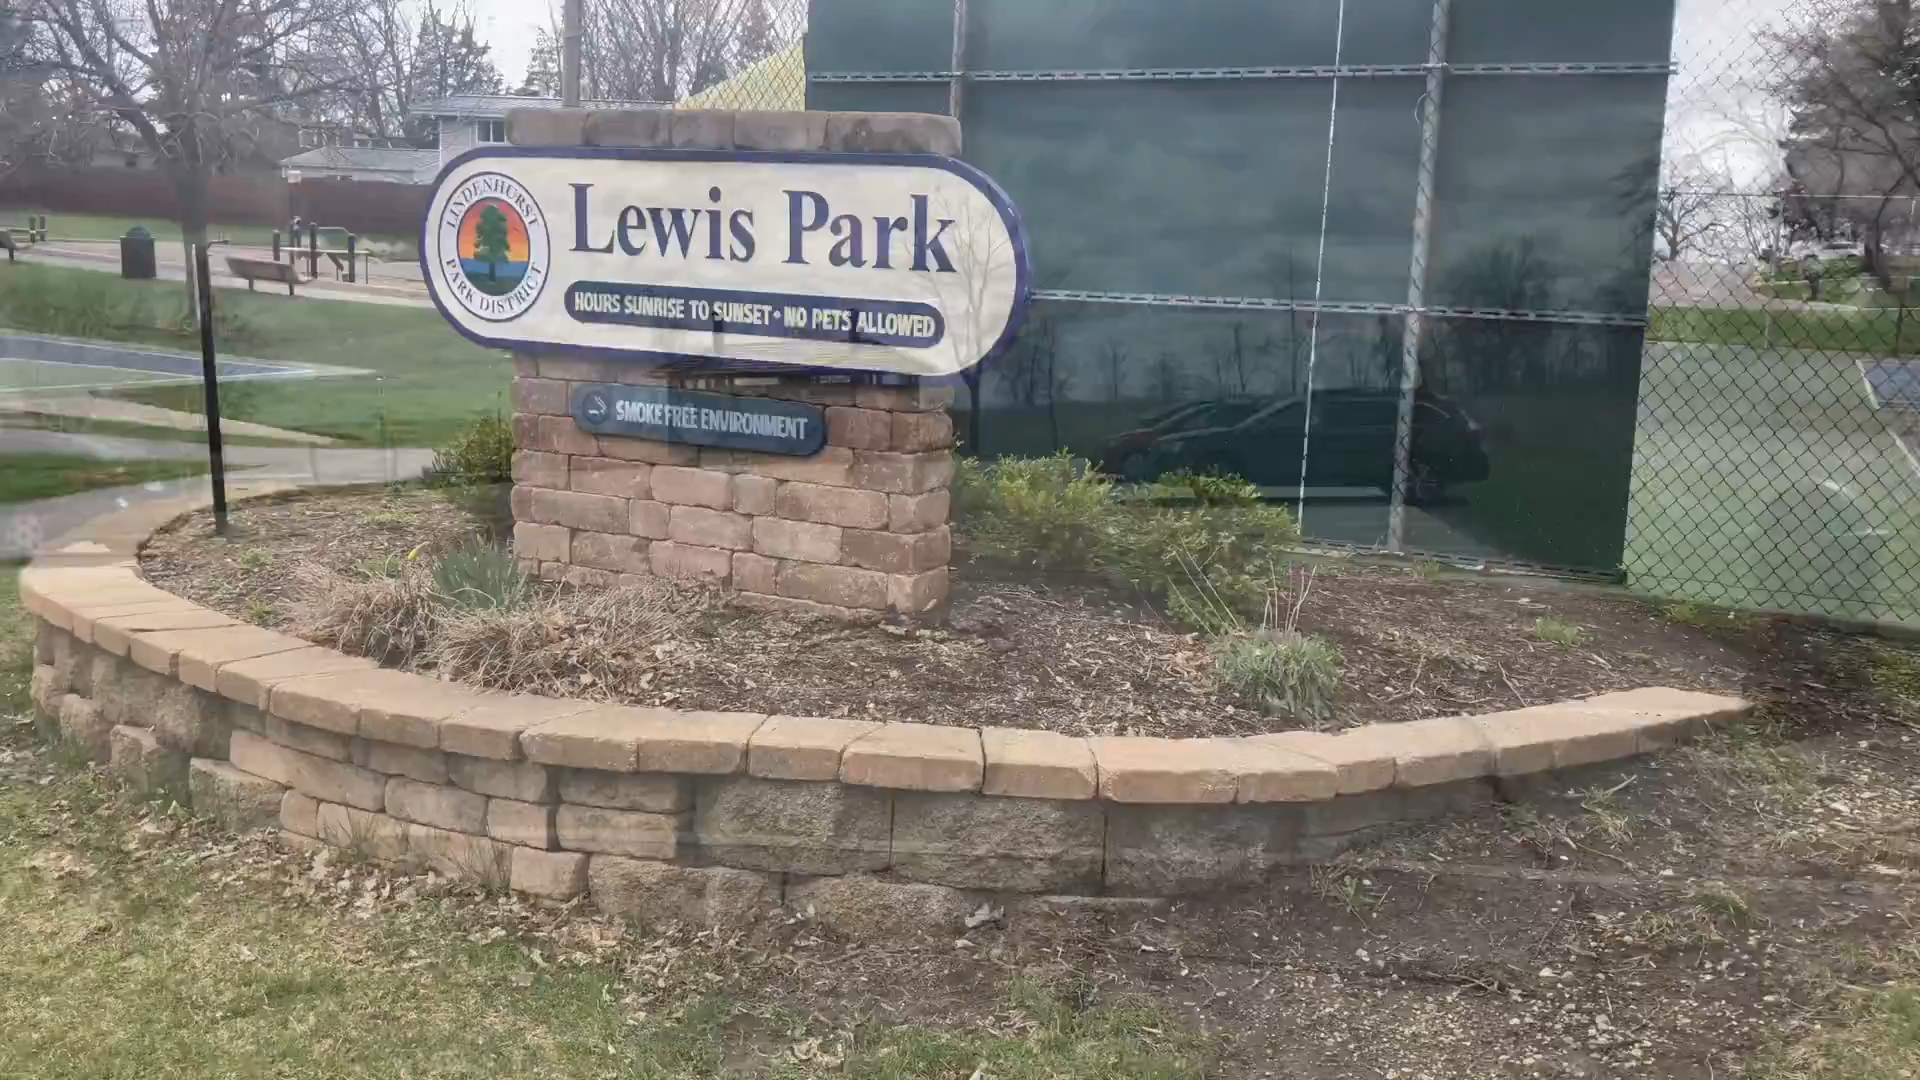 LINDENHURST
PARK DISTRICT
Lewis Park
HOURS SUNRISE TO SUNSET • NO PETS ALLOWED
SMOKE FREE ENVIRONMENT